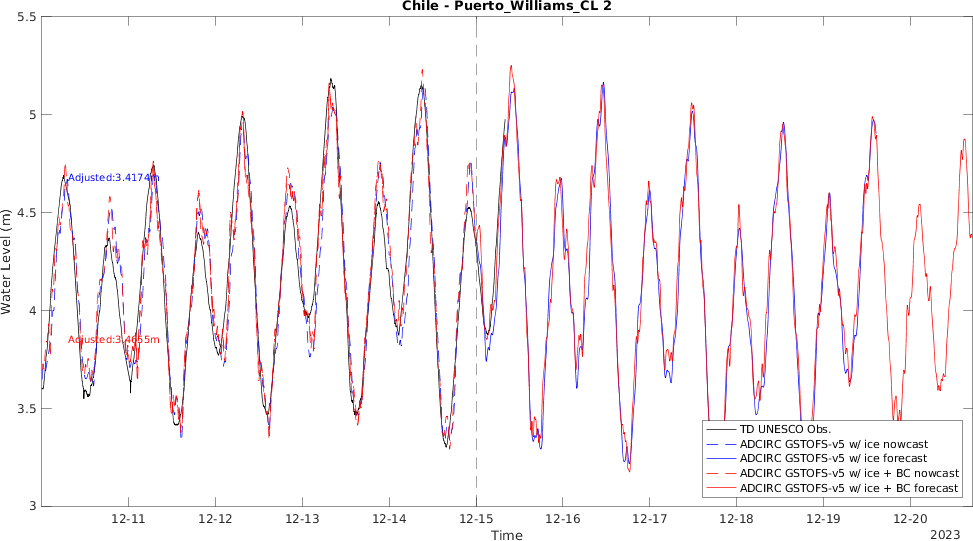 Chile - Puerto_Williams_CL 2
5.5
5
4.5
4
3.5
3
Water Level (m)
Adjusted:3.4174m
Adjusted:3.4655m
TD UNESCO Obs.
ADCIRC GSTOFS-v5 w/ ice nowcast
ADCIRC GSTOFS-v5 w/ ice forecast
ADCIRC GSTOFS-v5 w/ ice + BC nowcast
ADCIRC GSTOFS-v5 w/ ice + BC forecast
12-11 12-12 12-13 12-14 12-15 12-16 12-17 12-18 12-19 12-20
Time
2023